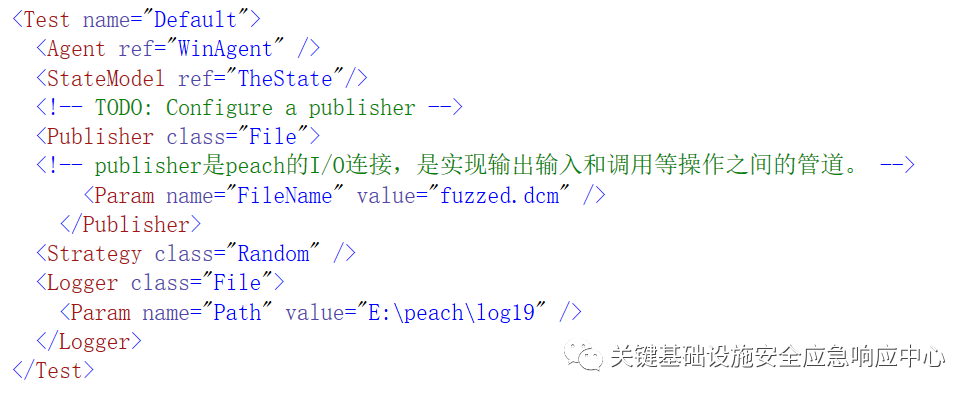 <Test name="Default">
<Agent ref="WinAgent" />
<StateModel ref="TheState"/>
<!-- TODO: Configure a publisher -->
<Publisher class="File">
<!-- publisher是peach的I/O连接，是实现输出输入和调用等操作之间的管道。 -->
<Param name="FileName" value="fuzzed.dcm" />
</Publisher>
<Strategy class="Random" />
<Logger class="File">
<Param name="Path" value="E:\peach\log19" />
</Logger>
</Test>
关键基础设施安全应急响应中心